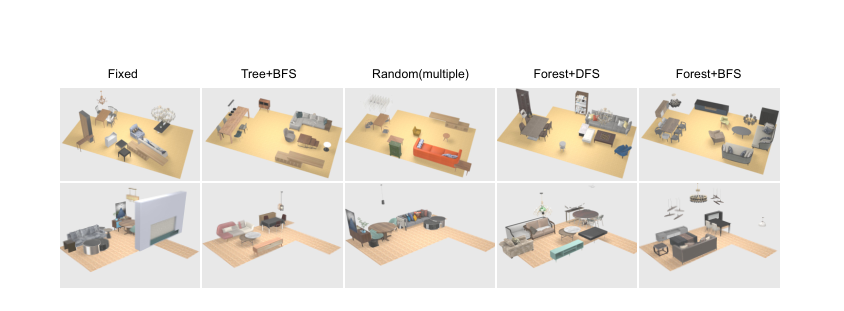 Fixed
Tree+BFS
Random(multiple)
Forest+DFS
Forest+BFS